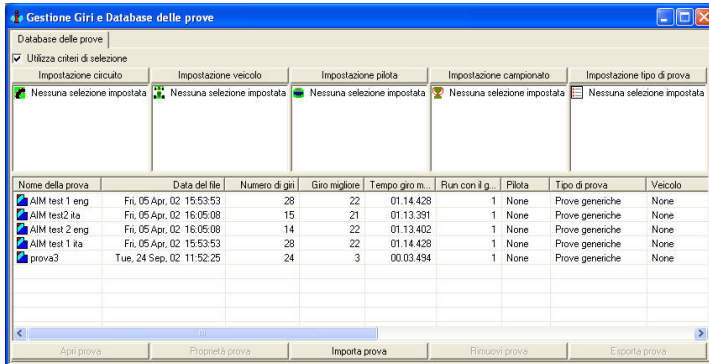 Gestione Giri e Database delle prove
Database delle prove
Utilizza criteri di selezione
Impostazione circuito Impostazione veicolo Impostazione pilota Impostazione campionato Impostazione tipo di prova
Nessuna selezione impostata Nessuna selezione impostata Nessuna selezione impostata Nessuna selezione impostata Nessuna selezione impostata
Nome della prova Data del file Numero di giri Giro migliore Tempo giro m... Run con il g... Pilota Tipo di prova Veicolo
AIM test 1 eng Fri, 05 Apr, 02 15:53:53 28 22 01.14.428 1 None Prove generiche None
AIM test2 ita Fri, 05 Apr, 02 16:05:08 15 21 01.13.391 1 None Prove generiche None
AIM test 2 eng Fri, 05 Apr, 02 16:05:08 14 22 01.13.402 1 None Prove generiche None
AIM test 1 ita Fri, 05 Apr, 02 15:53:53 28 22 01.14.428 1 None Prove generiche None
prova3 Tue, 24 Sep, 02 11:52:25 24 3 00.03.494 1 None Prove generiche None
Apri prova Proprietà prova Importa prova Rimuovi prova Esporta prova